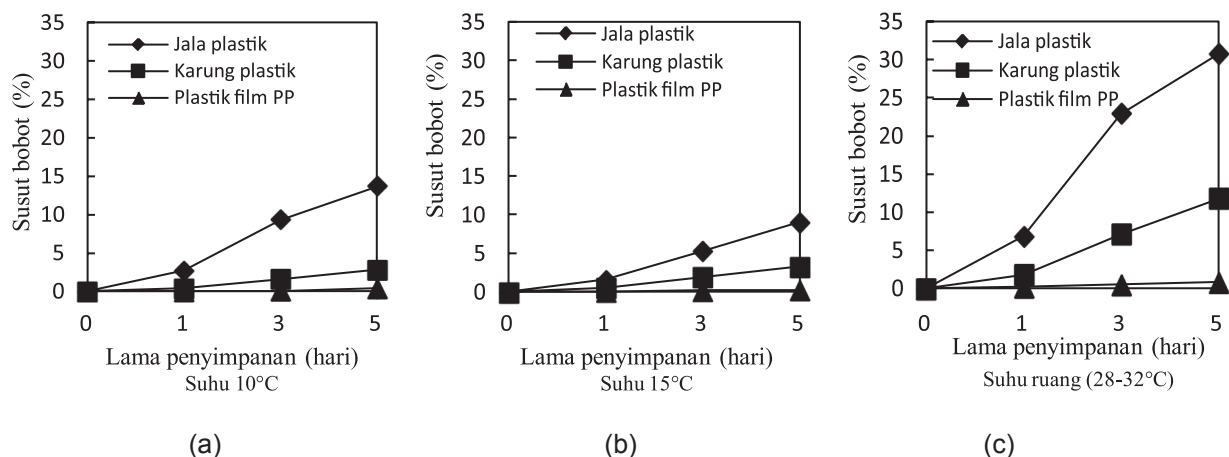 35
30
25
20
15
10
5
0
Susut bobot (%)
Jala plastik
Karung plastik
Plastik film PP
0 1 3 5
Lama penyimpanan (hari)
Suhu 10°C
(a)
35
30
25
20
15
10
5
0
Susut bobot (%)
Jala plastik
Karung plastik
Plastik film PP
0 1 3 5
Lama penyimpanan (hari)
Suhu 15°C
(b)
35
30
25
20
15
10
5
0
Susut bobot (%)
Jala plastik
Karung plastik
Plastik film PP
0 1 3 5
Lama penyimpanan (hari)
Suhu ruang (28-32°C)
(c)